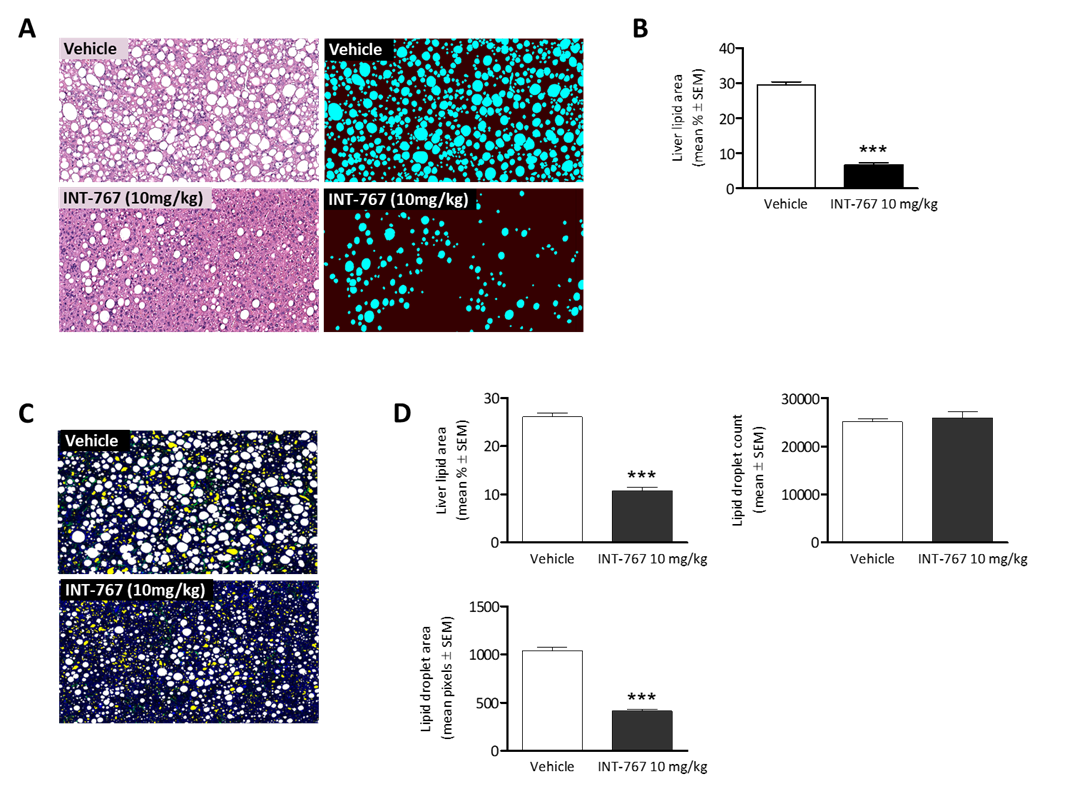 A
Vehicle
Vehicle
INT-767 (10mg/kg)
INT-767 (10mg/kg)
B
Liver lipid area
(mean % ± SEM)
40
30
20
10
0
***
Vehicle
INT-767 10 mg/kg
C
Vehicle
INT-767 (10mg/kg)
D
Liver lipid area
(mean % ± SEM)
30
20
10
0
***
Vehicle
INT-767 10 mg/kg
Lipid droplet count
(mean ± SEM)
30000
20000
10000
0
Vehicle
INT-767 10 mg/kg
Lipid droplet area
(mean pixels ± SEM)
1500
1000
500
0
***
Vehicle
INT-767 10 mg/kg